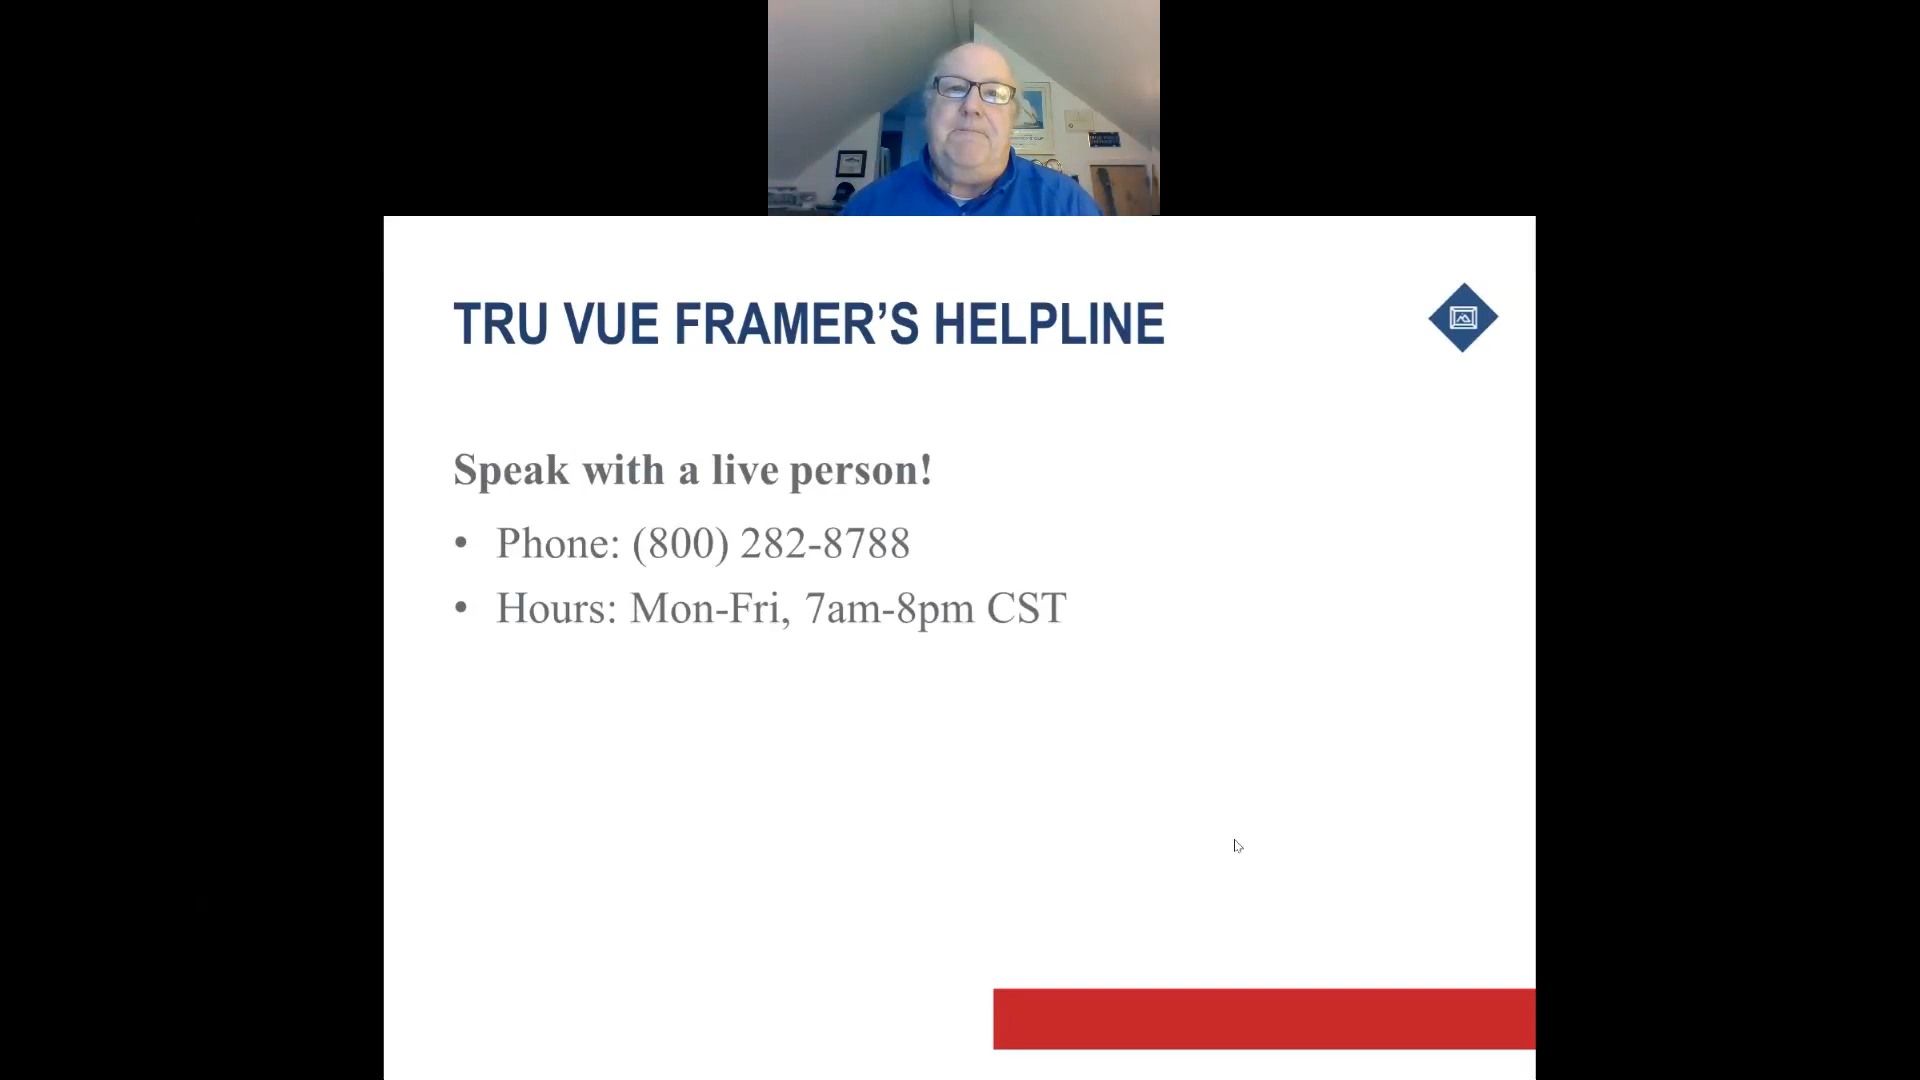 TRU VUE FRAMER’S HELPLINE
Speak with a live person!
• Phone: (800) 282-8788
• Hours: Mon-Fri, 7am-8pm CST